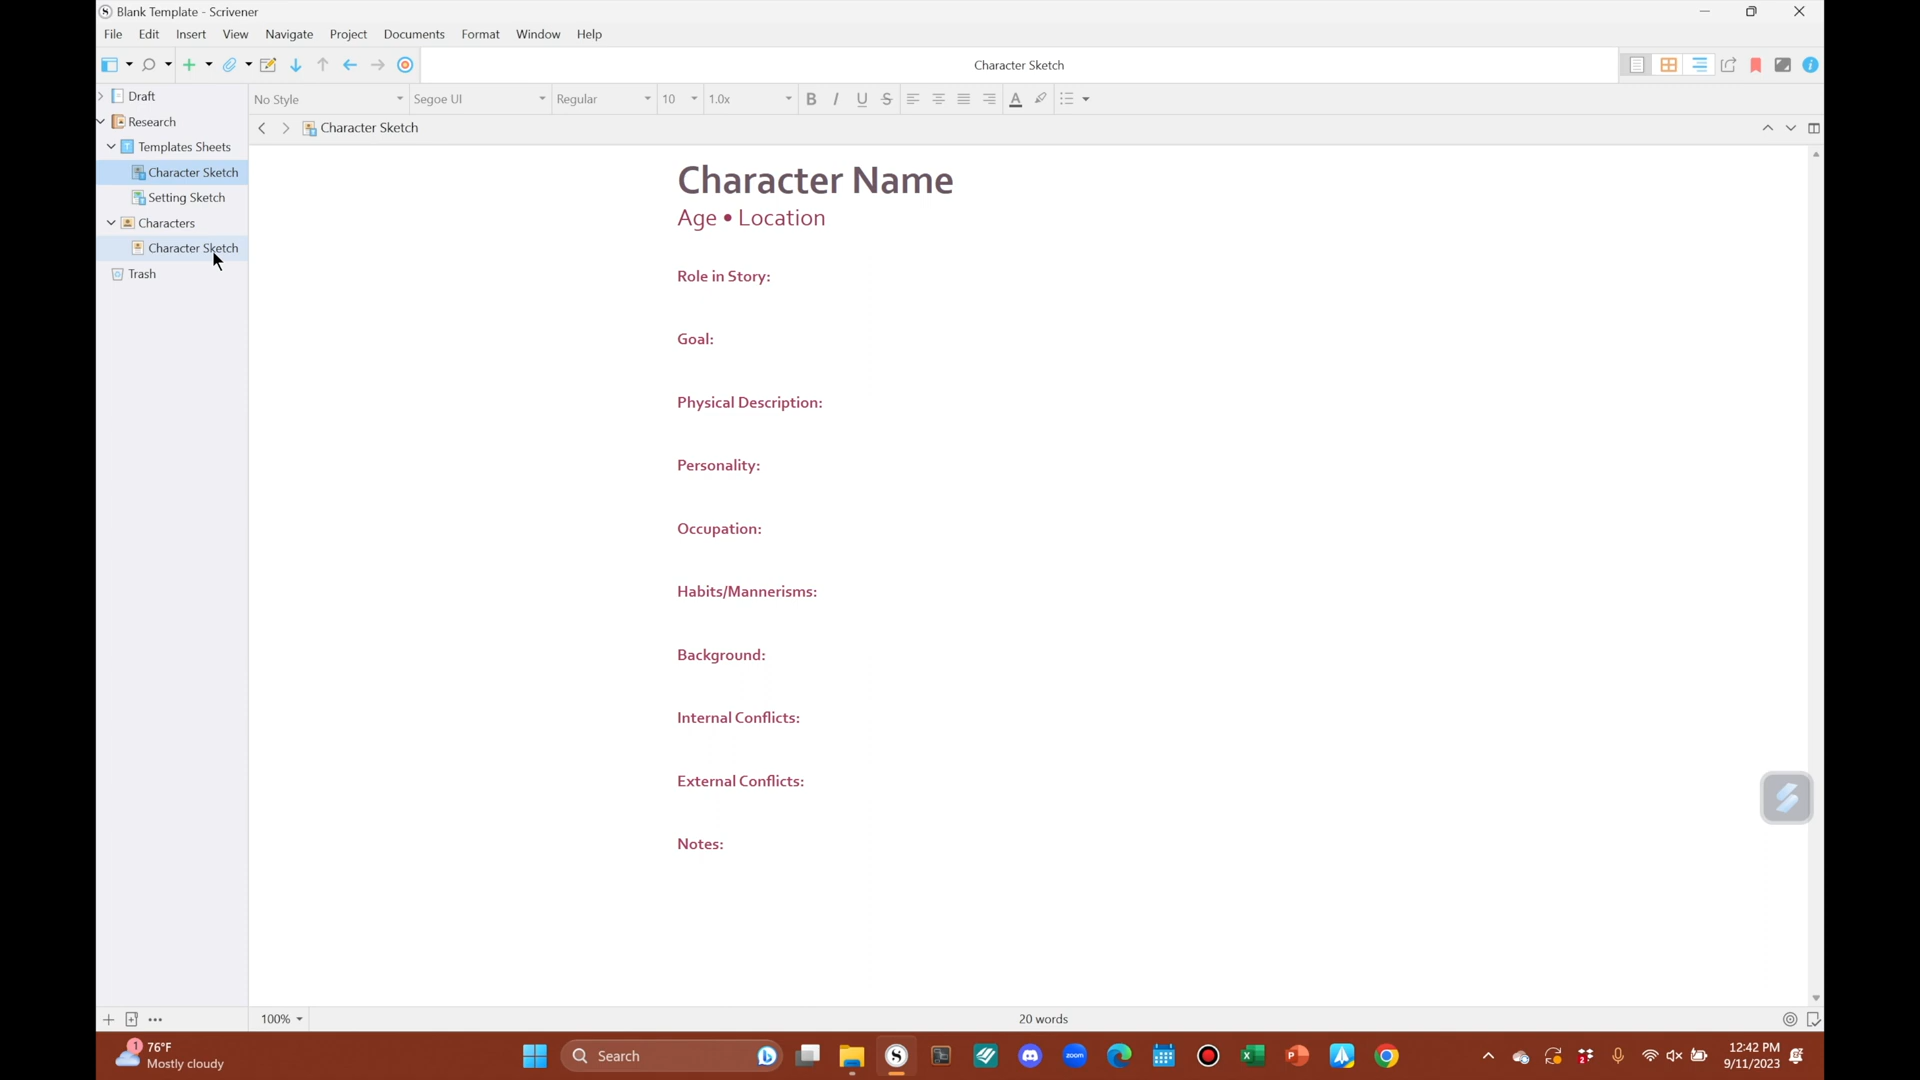 Blank Template - Scrivener
File Edit Insert View Navigate Project Documents Format Window Help
Character Sketch
No Style Segoe UI Regular 10 1.0x B I U S A
Character Sketch
Draft
Research
Templates Sheets
Character Sketch
Setting Sketch
Characters
Character Sketch
Trash
Character Name
Age • Location
Role in Story:
Goal:
Physical Description:
Personality:
Occupation:
Habits/Mannerisms:
Background:
Internal Conflicts:
External Conflicts:
Notes:
100% 20 words
1 76°F
Mostly cloudy
Search
zoom
2
12:42 PM
9/11/2023